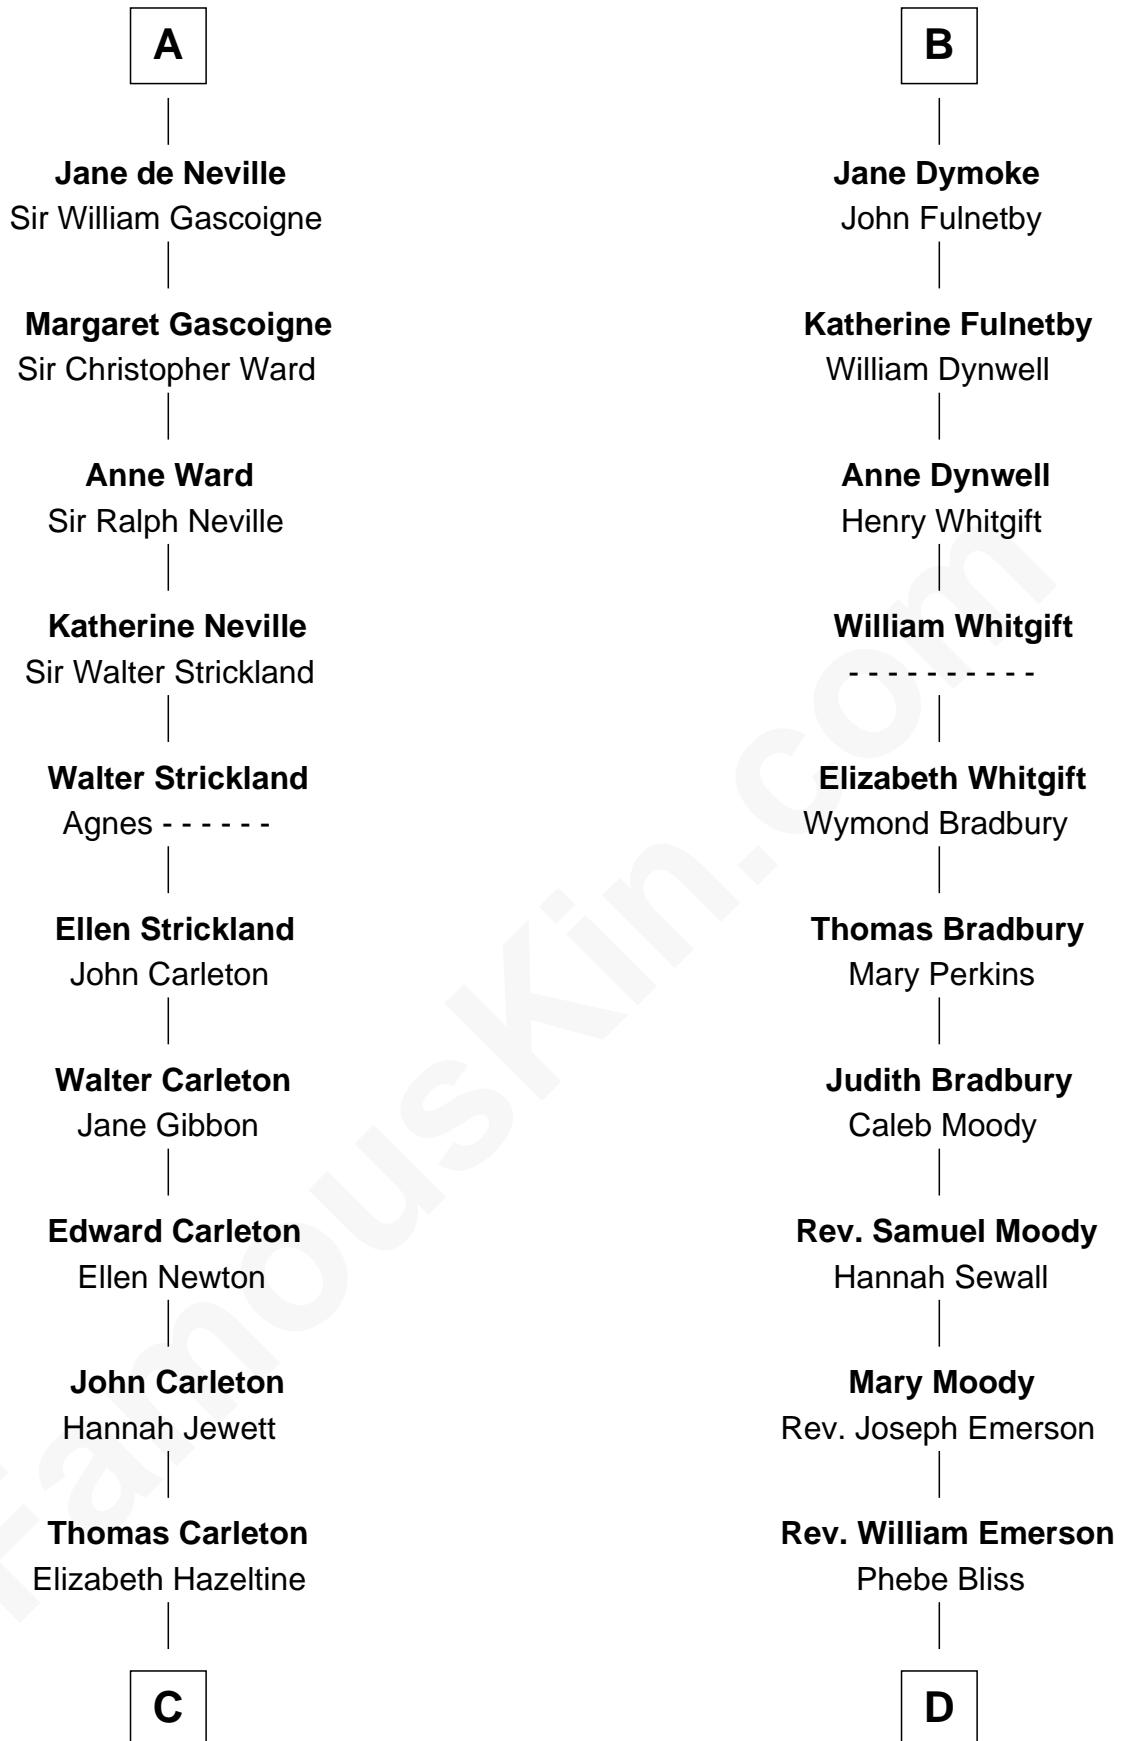 A
Jane de Neville
Sir William Gascoigne
Margaret Gascoigne
Sir Christopher Ward
Anne Ward
Sir Ralph Neville
Katherine Neville
Sir Walter Strickland
Walter Strickland
Agnes - - - - - -
Ellen Strickland
John Carleton
Walter Carleton
Jane Gibbon
Edward Carleton
Ellen Newton
John Carleton
Hannah Jewett
Thomas Carleton
Elizabeth Hazeltine
C
B
Jane Dymoke
John Fulnetby
Katherine Fulnetby
William Dynwell
Anne Dynwell
Henry Whitgift
William Whitgift
- - - - - - - - - -
Elizabeth Whitgift
Wymond Bradbury
Thomas Bradbury
Mary Perkins
Judith Bradbury
Caleb Moody
Rev. Samuel Moody
Hannah Sewall
Mary Moody
Rev. Joseph Emerson
Rev. William Emerson
Phebe Bliss
D
FamousKin.com